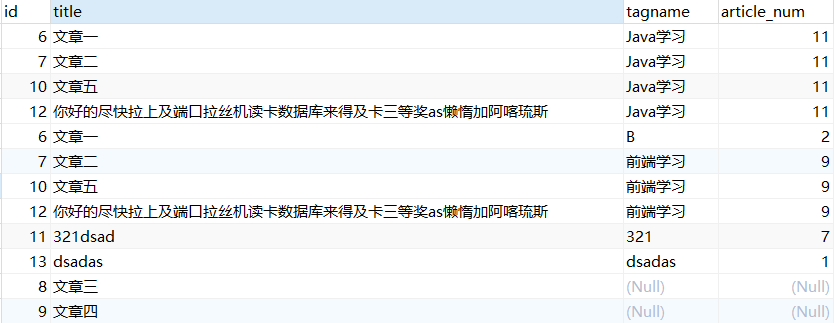 id title tagname article_num
6 文章一 Java学习 11
7 文章二 Java学习 11
10 文章五 Java学习 11
12 你好的尽快拉上及端口拉丝机读卡数据库来得及卡三等奖as懒惰加阿喀琉斯 Java学习 11
6 文章一 B 2
7 文章二 前端学习 9
10 文章五 前端学习 9
12 你好的尽快拉上及端口拉丝机读卡数据库来得及卡三等奖as懒惰加阿喀琉斯 前端学习 9
11 321dsad 321 7
13 dsadas dsadas 1
8 文章三 (Null) (Null)
9 文章四 (Null) (Null)